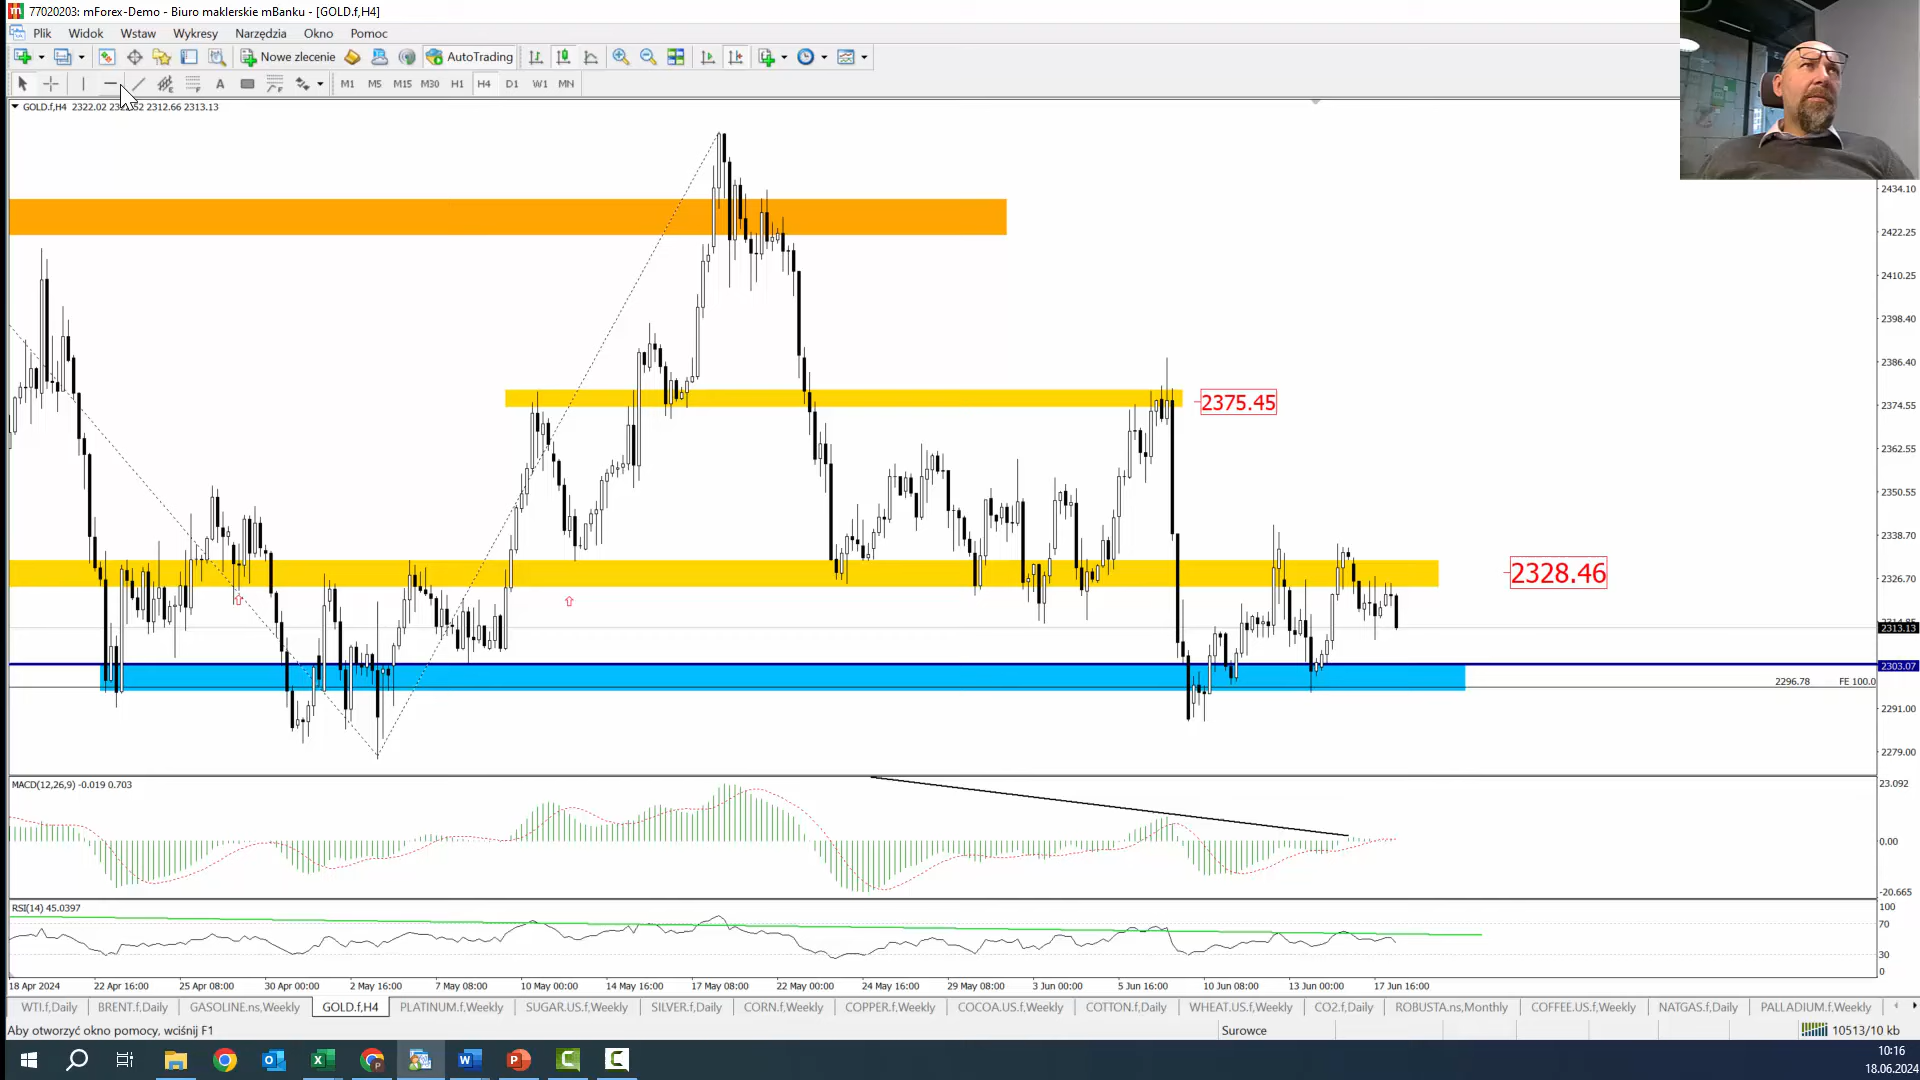 77020203: mForex-Demo - Biuro maklerskie mBanku - [GOLD.f,H4]
Plik Widok Wstaw Wykresy Narzędzia Okno Pomoc
Nowe zlecenie AutoTrading
A M1 M5 M15 M30 H1 H4 D1 W1 MN
GOLD.f,H4 2322.02 2312.66 2313.13
2434.10
2422.25
2410.25
2398.40
2386.40
2375.45
2374.55
2362.55
2350.55
2338.70
2328.46
2326.70
2313.13
2303.07
2296.78 FE 100.0
2291.00
2279.00
MACD(12,26,9) -0.019 0.703
23.092
0.00
-20.665
RSI(14) 45.0397
100
70
30
0
18 Apr 2024 22 Apr 16:00 25 Apr 08:00 30 Apr 00:00 2 May 16:00 7 May 08:00 10 May 00:00 14 May 16:00 17 May 08:00 22 May 00:00 24 May 16:00 29 May 08:00 3 Jun 00:00 5 Jun 16:00 10 Jun 08:00 13 Jun 00:00 17 Jun 16:00
WTI.f,Daily BRENT.f,Daily GASOLINE.ns,Weekly GOLD.f,H4 PLATINUM.f,Weekly SUGAR.US.f,Weekly SILVER.f,Daily CORN.f,Weekly COPPER.f,Weekly COCOA.US.f,Weekly COTTON.f,Daily WHEAT.US.f,Weekly CO2.f,Daily ROBUSTA.ns,Monthly COFFEE.US.f,Weekly NATGAS.f,Daily PALLADIUM.f,Weekly
Aby otworzyć okno pomocy, wciśnij F1 Surowce 10513/10 kb
10:16
18.06.2024